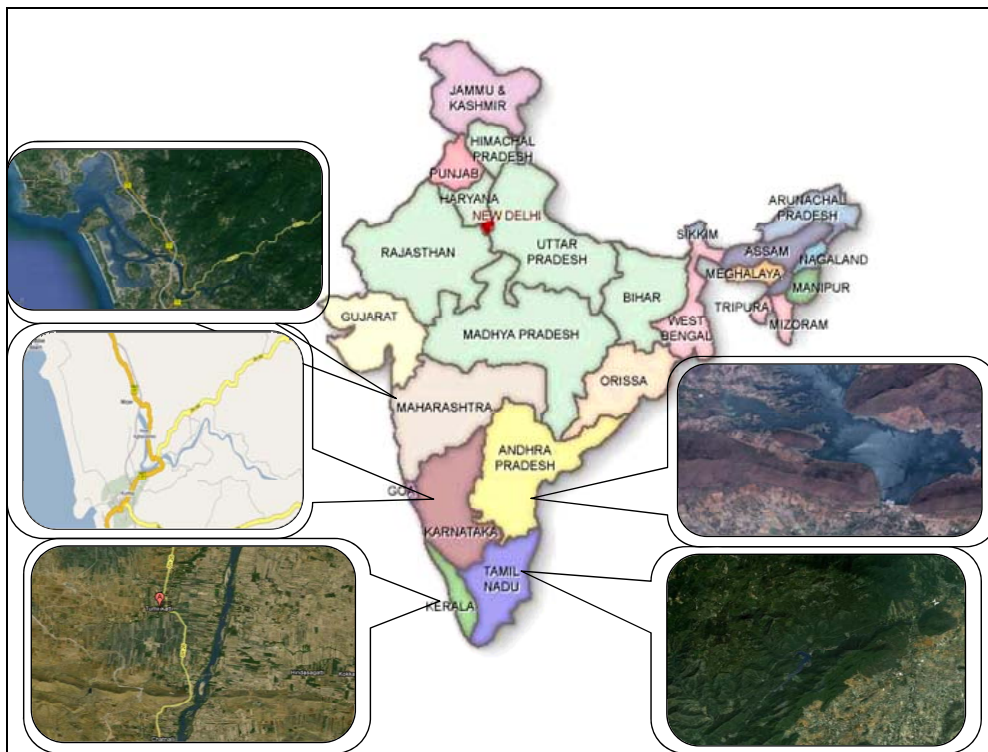 JAMMU &
KASHMIR
HIMACHAL
PRADESH
PUNJAB
HARYANA
NEW DELHI
ARUNACHAL
PRADESH
SIKKIM
ASSAM
NAGALAND
RAJASTHAN
UTTAR
PRADESH
MEGHALAYA
MANIPUR
BIHAR
TRIPURA
MIZORAM
WEST
BENGAL
GUJARAT
MADHYA PRADESH
ORISSA
MAHARASHTRA
ANDHRA
PRADESH
GOA
KARNATAKA
TAMIL
NADU
KERALA